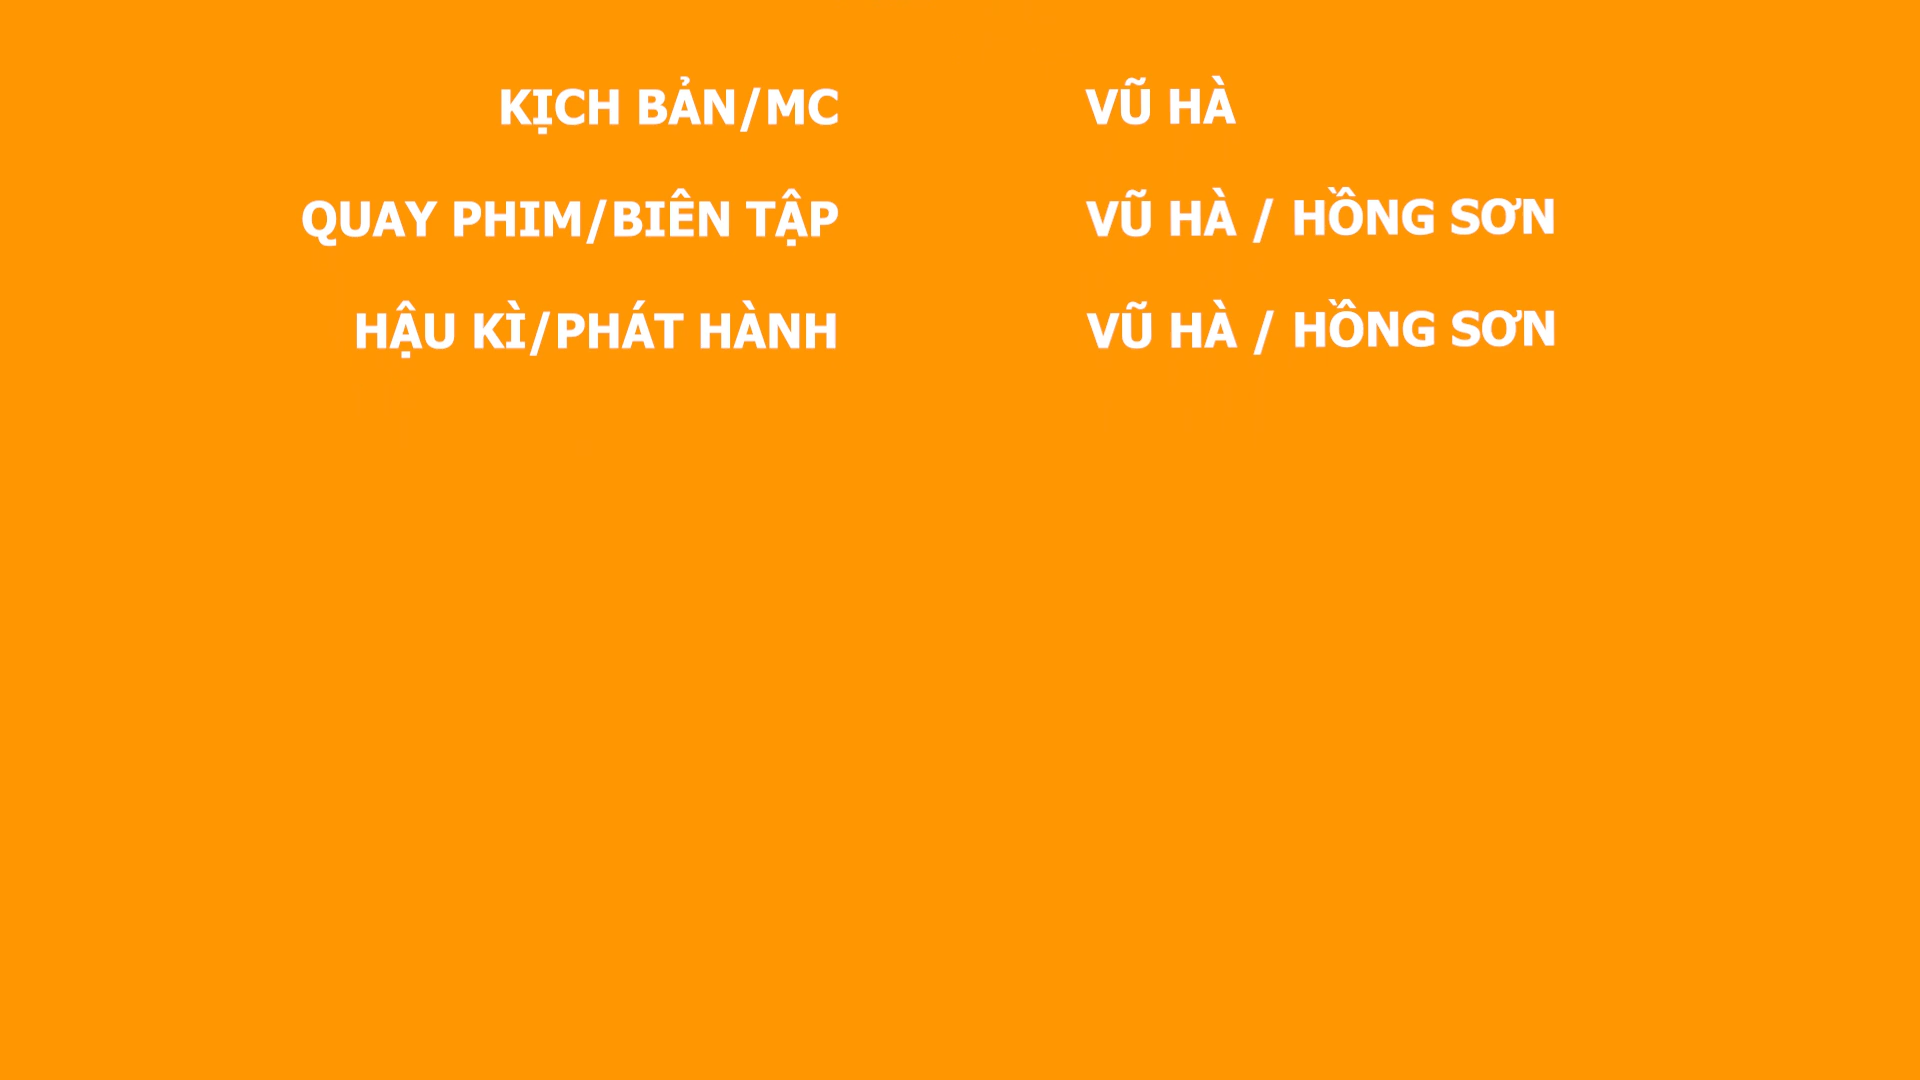 KỊCH BẢN/MC VŨ HÀ
QUAY PHIM/BIÊN TẬP VŨ HÀ / HỒNG SƠN
HẬU KÌ/PHÁT HÀNH VŨ HÀ / HỒNG SƠN